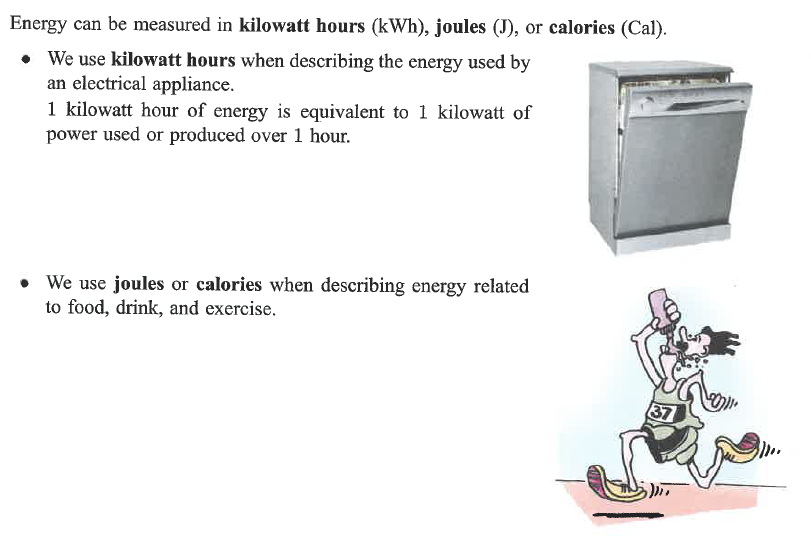 Energy can be measured in kilowatt hours (kWh), joules (J), or calories (Cal).
• We use kilowatt hours when describing the energy used by
an electrical appliance.
1 kilowatt hour of energy is equivalent to 1 kilowatt of
power used or produced over 1 hour.
• We use joules or calories when describing energy related
to food, drink, and exercise.
37